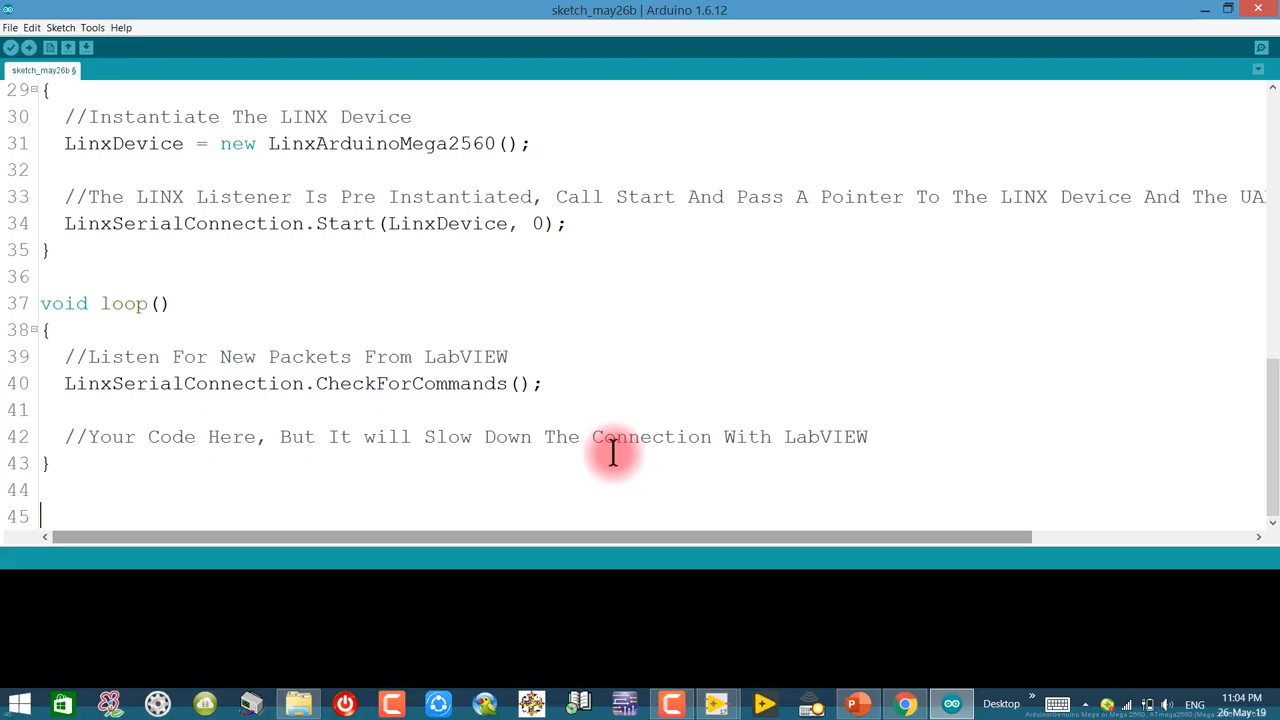 sketch_may26b | Arduino 1.6.12
File Edit Sketch Tools Help
sketch_may26b §
29 {
30 //Instantiate The LINX Device
31 LinxDevice = new LinxArduinoMega2560();
32
33 //The LINX Listener Is Pre Instantiated, Call Start And Pass A Pointer To The LINX Device And The UA
34 LinxSerialConnection.Start(LinxDevice, 0);
35 }
36
37 void loop()
38 {
39 //Listen For New Packets From LabVIEW
40 LinxSerialConnection.CheckForCommands();
41
42 //Your Code Here, But It will Slow Down The Connection With LabVIEW
43 }
44
45
Desktop
ENG
11:04 PM
26-May-19